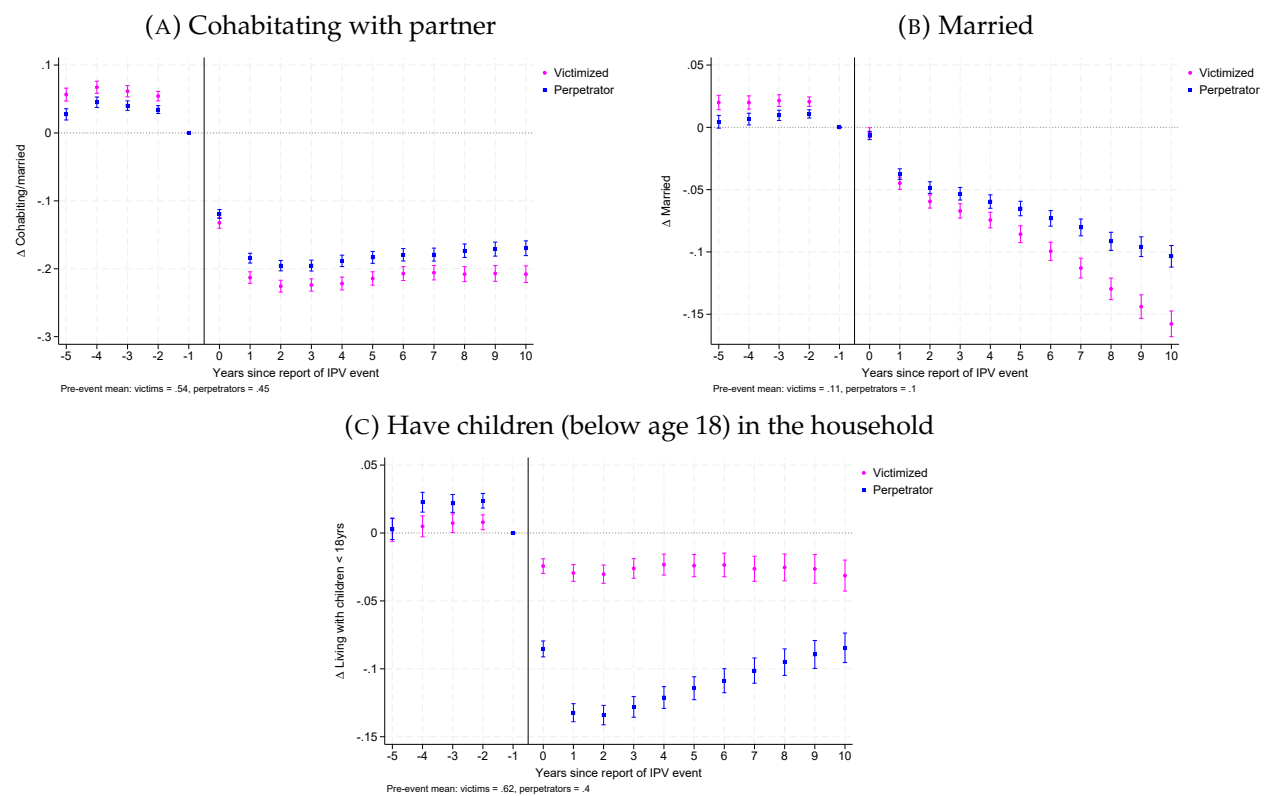 (A) Cohabitating with partner
.1
0
-.1
-.2
-.3
Δ Cohabiting/married
-5 -4 -3 -2 -1 0 1 2 3 4 5 6 7 8 9 10
Years since report of IPV event
Pre-event mean: victims = .54, perpetrators = .45
Victimized
Perpetrator
(B) Married
.05
0
-.05
-.1
-.15
Δ Married
-5 -4 -3 -2 -1 0 1 2 3 4 5 6 7 8 9 10
Years since report of IPV event
Pre-event mean: victims = .11, perpetrators = .1
Victimized
Perpetrator
(C) Have children (below age 18) in the household
.05
0
-.05
-.1
-.15
Δ Living with children < 18yrs
-5 -4 -3 -2 -1 0 1 2 3 4 5 6 7 8 9 10
Years since report of IPV event
Pre-event mean: victims = .62, perpetrators = .4
Victimized
Perpetrator